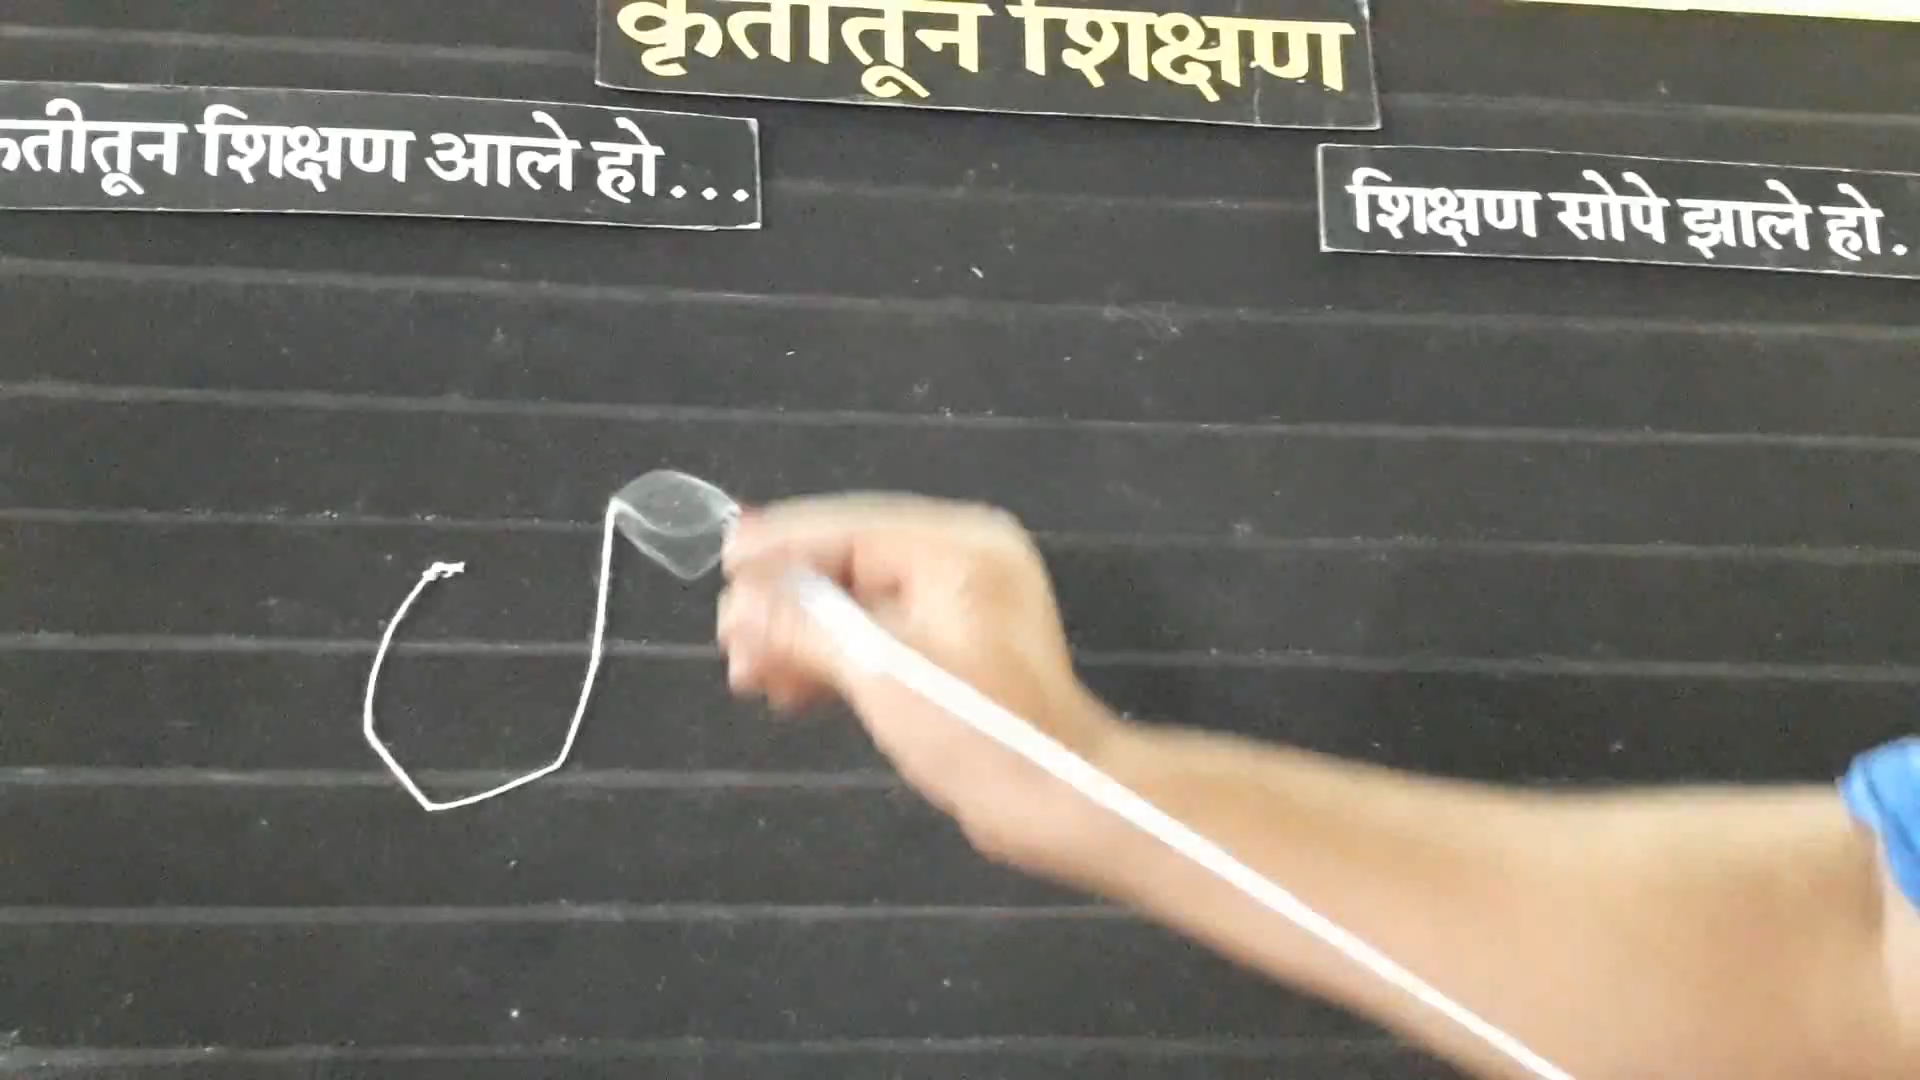 कृतीतून शिक्षण
कृतीतून शिक्षण आले हो...
शिक्षण सोपे झाले हो.